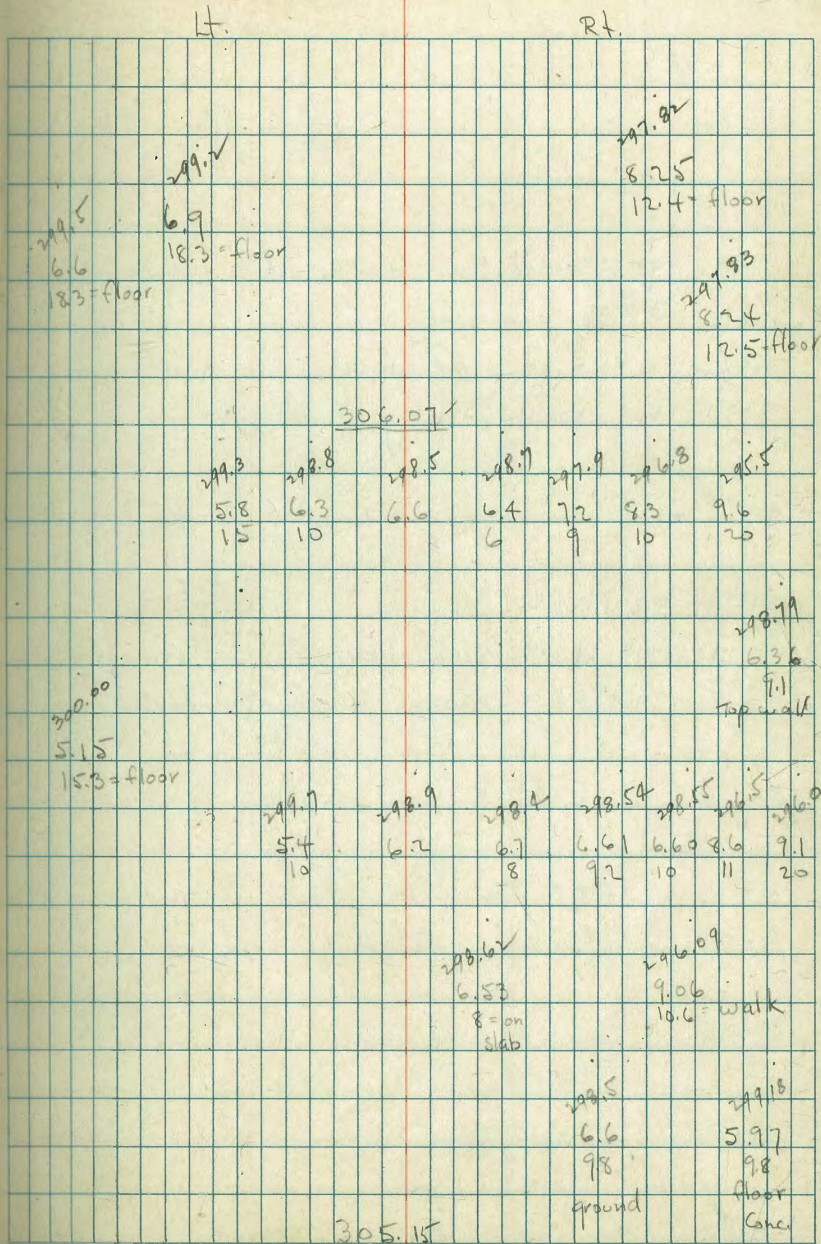 Lt. Rt.
297.82
8.25
12.4 = floor
299.2
6.9
18.3 = floor
299.5
6.6
18.3 = floor
297.83
8.24
12.5 = floor
306.07
299.3 298.8 298.5 298.7 297.9 296.8 295.5
5.8 6.3 6.6 6.4 7.2 8.3 9.6
15 10 6 9 10 20
298.79
6.36
9.1
Top wall
300.00
5.15
15.3 = floor
299.7 298.9 298.4 298.54 298.55 296.5 296.0
5.4 6.2 6.7 6.61 6.60 8.6 9.1
10 8 9.2 10 11 20
298.62 296.09
6.53 9.06
8 = on 10.6 = walk
slab
298.5 299.18
6.6 5.97
9.8 9.8
ground floor
Conc.
305.15